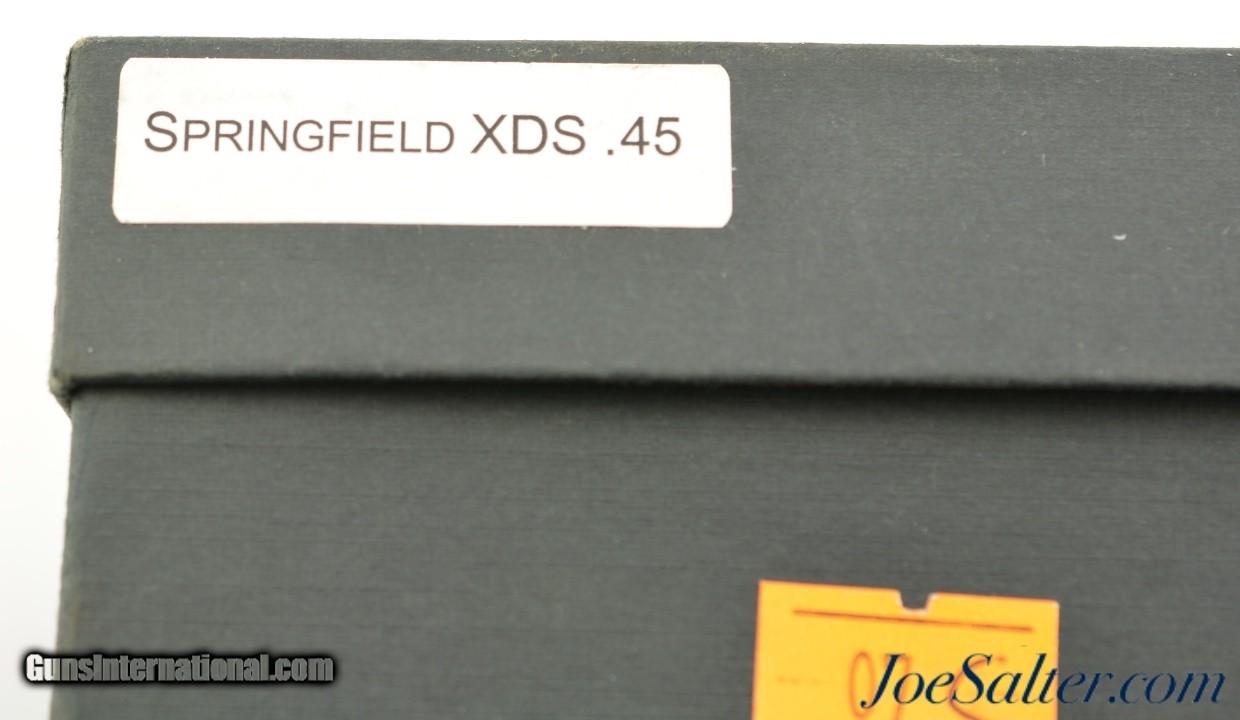 SPRINGFIELD XDS .45
GunsInternational.com
JoeSalter.com